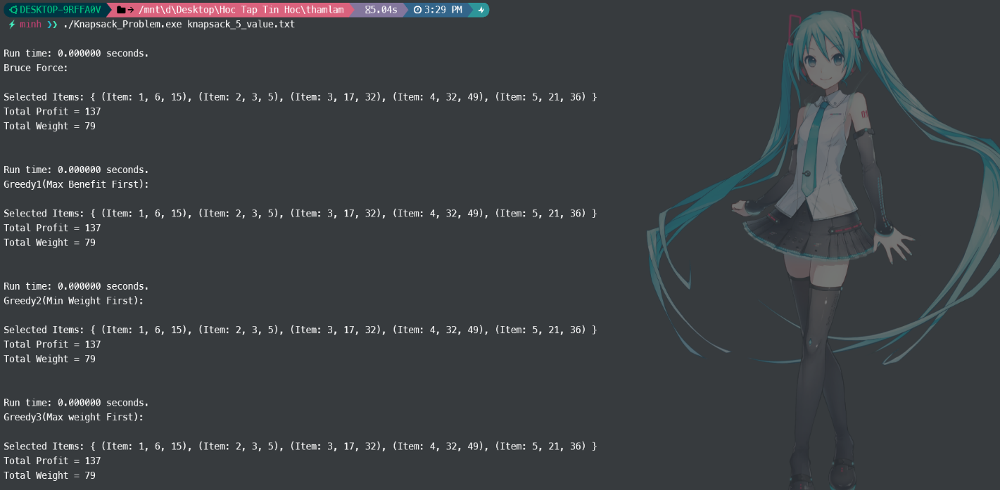 DESKTOP-9RFFA0V /mnt\d\Desktop\Hoc Tap Tin Hoc\thamlam 5.04s 3:29 PM
minh ❯❯ ./Knapsack_Problem.exe knapsack_5_value.txt
Run time: 0.000000 seconds.
Bruce Force:
Selected Items: { (Item: 1, 6, 15), (Item: 2, 3, 5), (Item: 3, 17, 32), (Item: 4, 32, 49), (Item: 5, 21, 36) }
Total Profit = 137
Total Weight = 79
Run time: 0.000000 seconds.
Greedy1(Max Benefit First):
Selected Items: { (Item: 1, 6, 15), (Item: 2, 3, 5), (Item: 3, 17, 32), (Item: 4, 32, 49), (Item: 5, 21, 36) }
Total Profit = 137
Total Weight = 79
Run time: 0.000000 seconds.
Greedy2(Min Weight First):
Selected Items: { (Item: 1, 6, 15), (Item: 2, 3, 5), (Item: 3, 17, 32), (Item: 4, 32, 49), (Item: 5, 21, 36) }
Total Profit = 137
Total Weight = 79
Run time: 0.000000 seconds.
Greedy3(Max weight First):
Selected Items: { (Item: 1, 6, 15), (Item: 2, 3, 5), (Item: 3, 17, 32), (Item: 4, 32, 49), (Item: 5, 21, 36) }
Total Profit = 137
Total Weight = 79